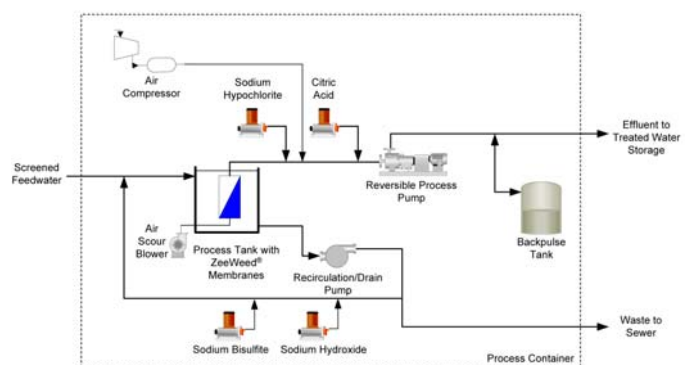 Air
Compressor
Sodium
Hypochlorite
Citric
Acid
Effluent to
Treated Water
Storage
Screened
Feedwater
Reversible Process
Pump
Air
Scour
Blower
Process Tank with
ZeeWeed®
Membranes
Recirculation/Drain
Pump
Backpulse
Tank
Waste to
Sewer
Sodium Bisulfite
Sodium Hydroxide
Process Container